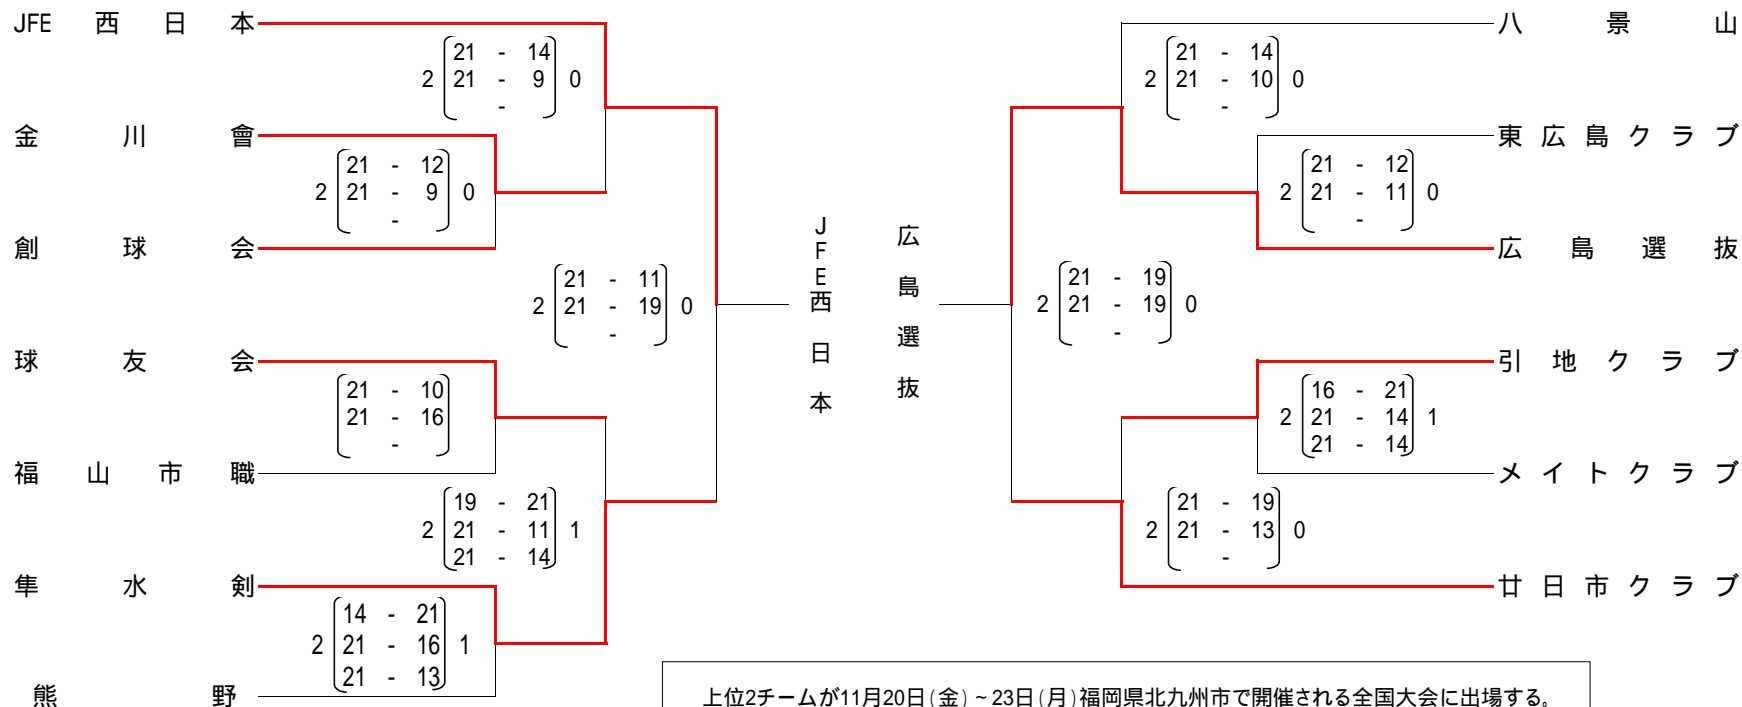 JFE 西 日 本
21 - 14
2 21 - 9 0
-
金 川 會
21 - 12
2 21 - 9 0
-
創 球 会
21 - 11
2 21 - 19 0
-
球 友 会
21 - 10
21 - 16
-
福 山 市 職
19 - 21
2 21 - 11 1
21 - 14
隼 水 剣
14 - 21
2 21 - 16 1
21 - 13
熊 野
JFE西日本
広島選抜
八 景 山
21 - 14
2 21 - 10 0
-
東広島クラブ
21 - 12
2 21 - 11 0
-
広 島 選 抜
21 - 19
2 21 - 19 0
-
引地クラブ
16 - 21
2 21 - 14 1
21 - 14
メイトクラブ
21 - 19
2 21 - 13 0
-
廿日市クラブ
上位2チームが11月20日(金)~23日(月)福岡県北九州市で開催される全国大会に出場する。